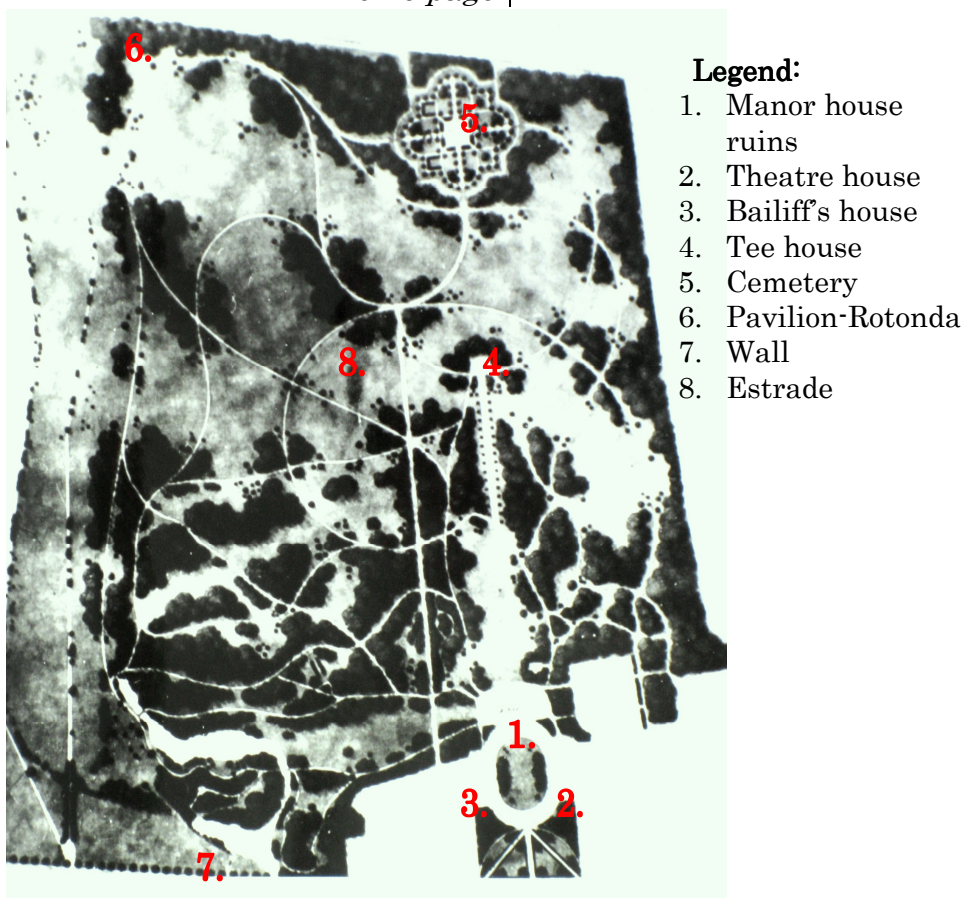 page
Legend:
1. Manor house
ruins
2. Theatre house
3. Bailiff's house
4. Tee house
5. Cemetery
6. Pavilion-Rotonda
7. Wall
8. Estrade
6.
5.
8.
4.
1.
3.
2.
7.